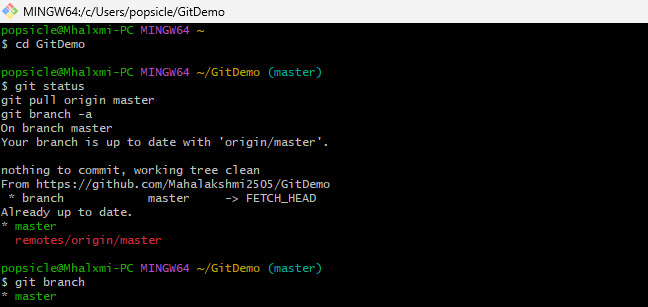 MINGW64:/c/Users/popsicle/GitDemo
popsicle@Mhalxmi-PC MINGW64 ~
$ cd GitDemo
popsicle@Mhalxmi-PC MINGW64 ~/GitDemo (master)
$ git status
git pull origin master
git branch -a
On branch master
Your branch is up to date with 'origin/master'.
nothing to commit, working tree clean
From https://github.com/Mahalakshmi2505/GitDemo
 * branch            master     -> FETCH_HEAD
Already up to date.
* master
  remotes/origin/master
popsicle@Mhalxmi-PC MINGW64 ~/GitDemo (master)
$ git branch
* master